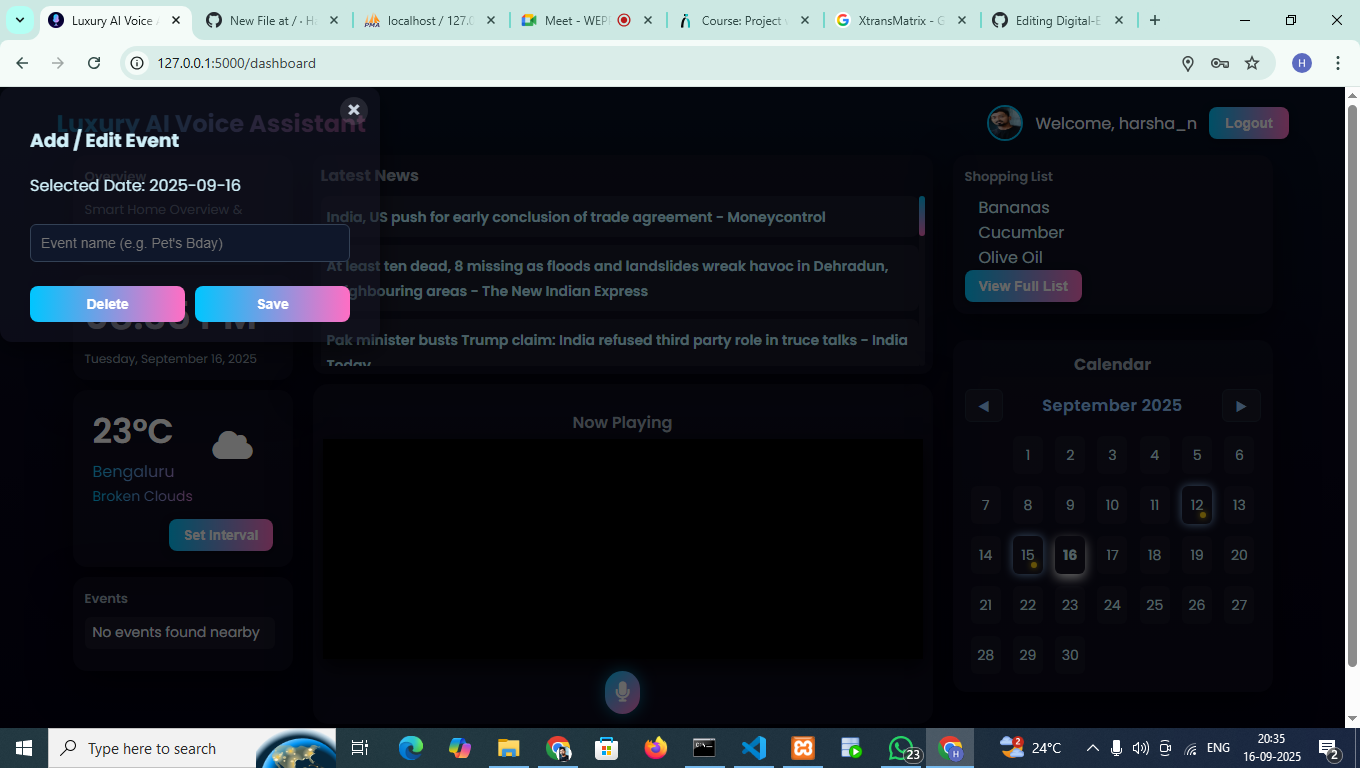 Luxury AI Voice A
New File at / · H
localhost / 127.0
Meet - WEP
Course: Project
XtransMatrix - G
Editing Digital-E
127.0.0.1:5000/dashboard
H
Luxury AI Voice Assistant
Welcome, harsha_n
Logout
Add / Edit Event
Selected Date: 2025-09-16
Overview
Smart Home Overview &
Event name (e.g. Pet's Bday)
Delete
Save
Tuesday, September 16, 2025
23°C
Bengaluru
Broken Clouds
Set Interval
Events
No events found nearby
Latest News
India, US push for early conclusion of trade agreement - Moneycontrol
At least ten dead, 8 missing as floods and landslides wreak havoc in Dehradun,
neighbouring areas - The New Indian Express
Pak minister busts Trump claim: India refused third party role in truce talks - India
Today
Now Playing
Shopping List
Bananas
Cucumber
Olive Oil
View Full List
Calendar
◀ September 2025 ▶
1 2 3 4 5 6
7 8 9 10 11 12 13
14 15 16 17 18 19 20
21 22 23 24 25 26 27
28 29 30
Type here to search
23
H
2
24°C
ENG
20:35
16-09-2025
2